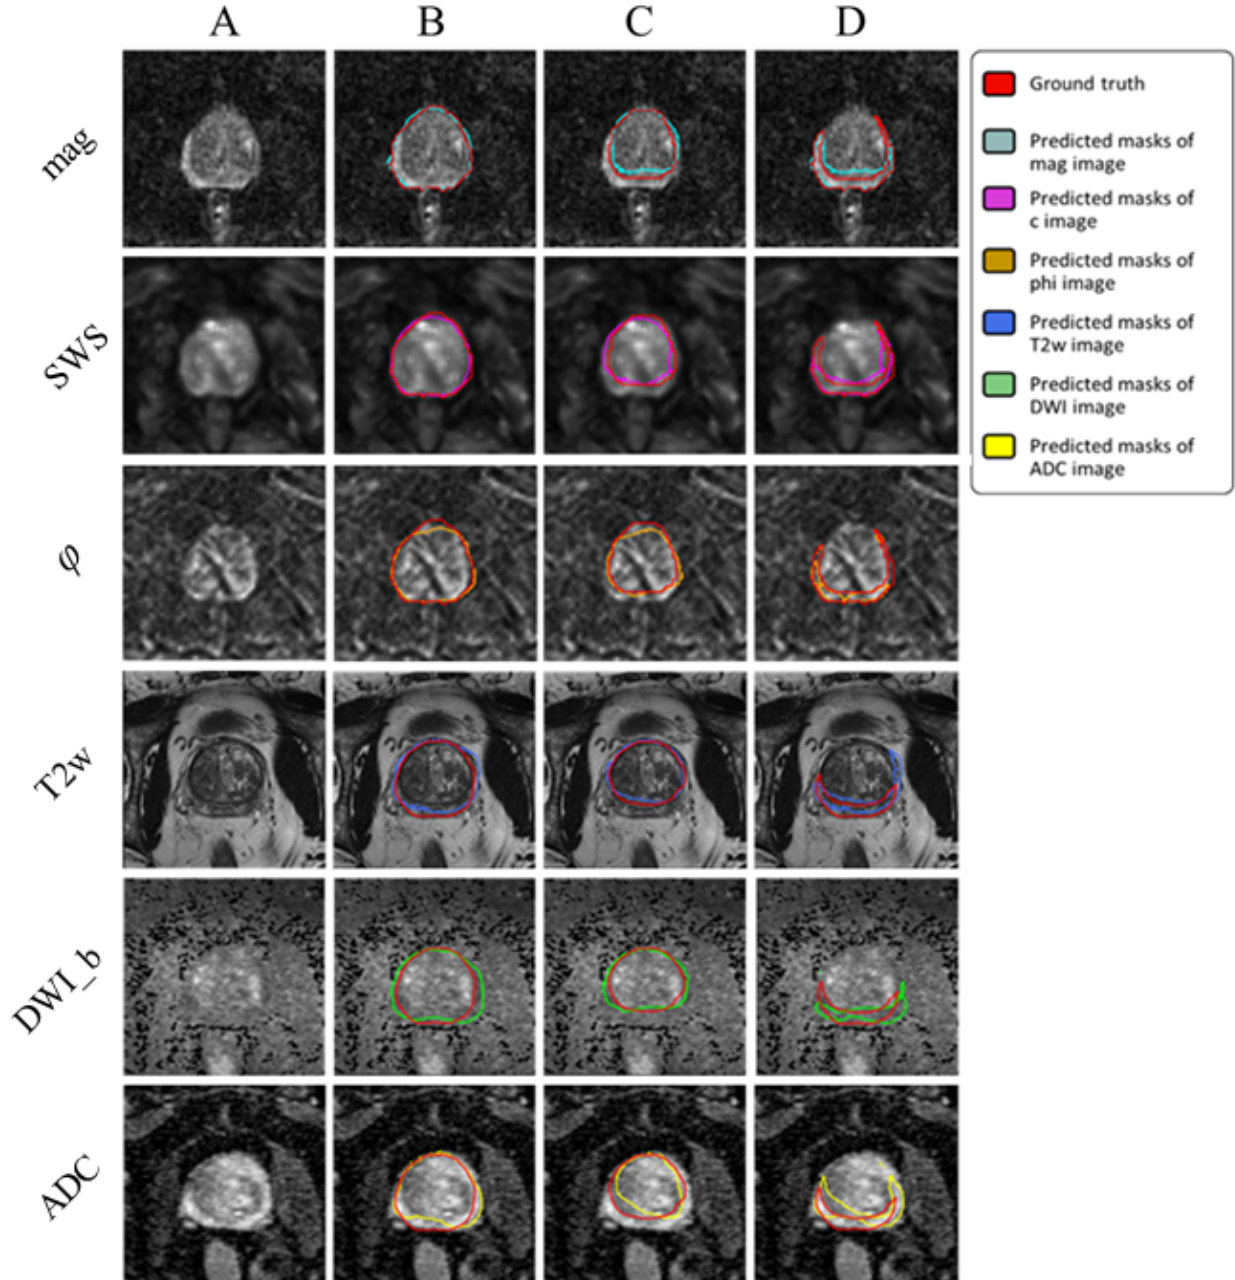 A B C D
mag
SWS
φ
T2w
DWI_b
ADC
Ground truth
Predicted masks of
mag image
Predicted masks of
c image
Predicted masks of
phi image
Predicted masks of
T2w image
Predicted masks of
DWI image
Predicted masks of
ADC image